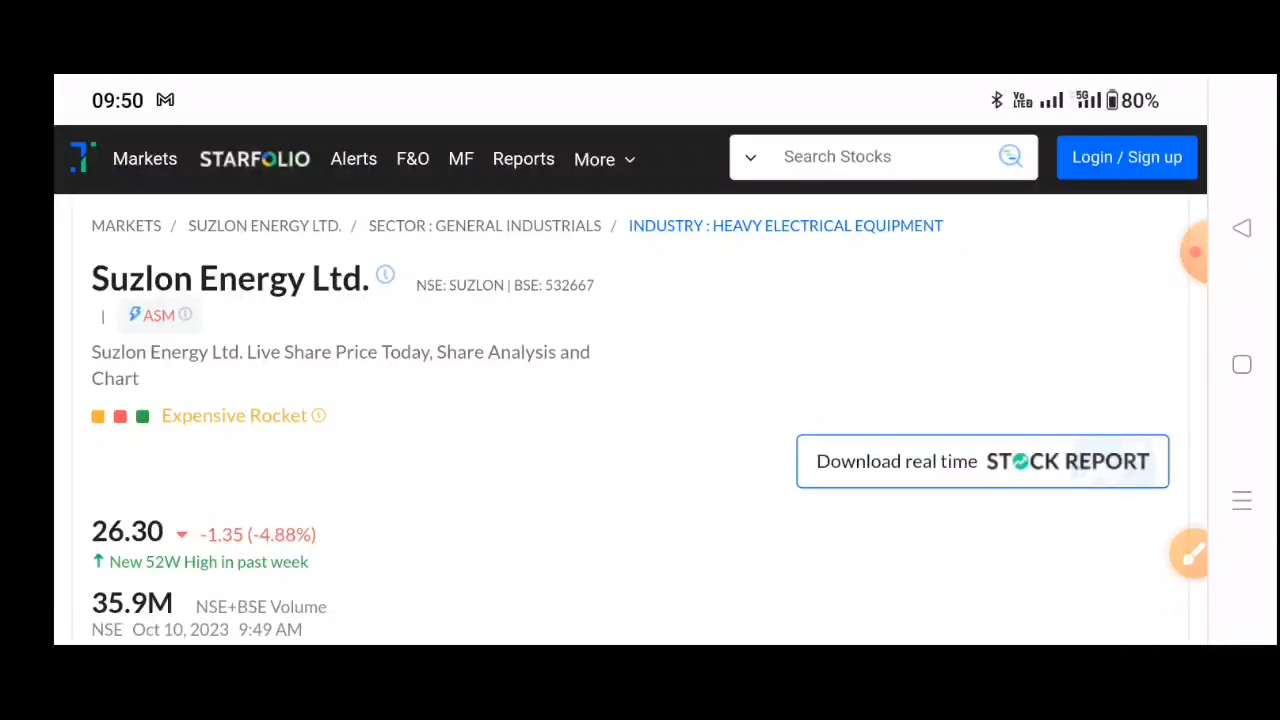 09:50 80%
Markets STARFOLIO Alerts F&O MF Reports More Search Stocks Login / Sign up
MARKETS / SUZLON ENERGY LTD. / SECTOR : GENERAL INDUSTRIALS / INDUSTRY : HEAVY ELECTRICAL EQUIPMENT
Suzlon Energy Ltd. NSE: SUZLON | BSE: 532667
| ASM
Suzlon Energy Ltd. Live Share Price Today, Share Analysis and
Chart
Expensive Rocket
Download real time STOCK REPORT
26.30 -1.35 (-4.88%)
New 52W High in past week
35.9M NSE+BSE Volume
NSE Oct 10, 2023 9:49 AM